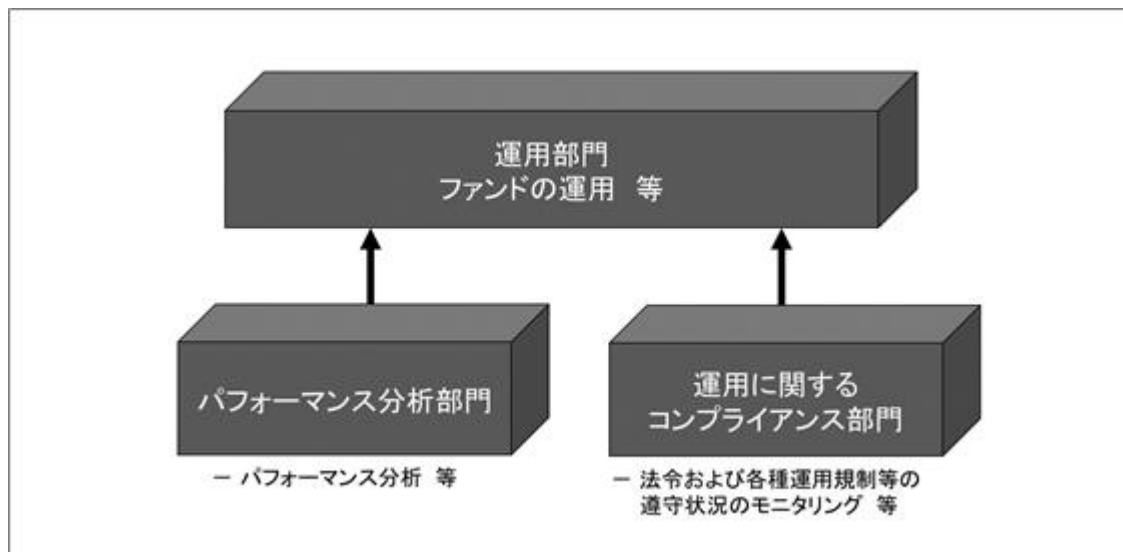 運用部門
ファンドの運用 等
パフォーマンス分析部門
－ パフォーマンス分析 等
運用に関する
コンプライアンス部門
－ 法令および各種運用規制等の
遵守状況のモニタリング 等